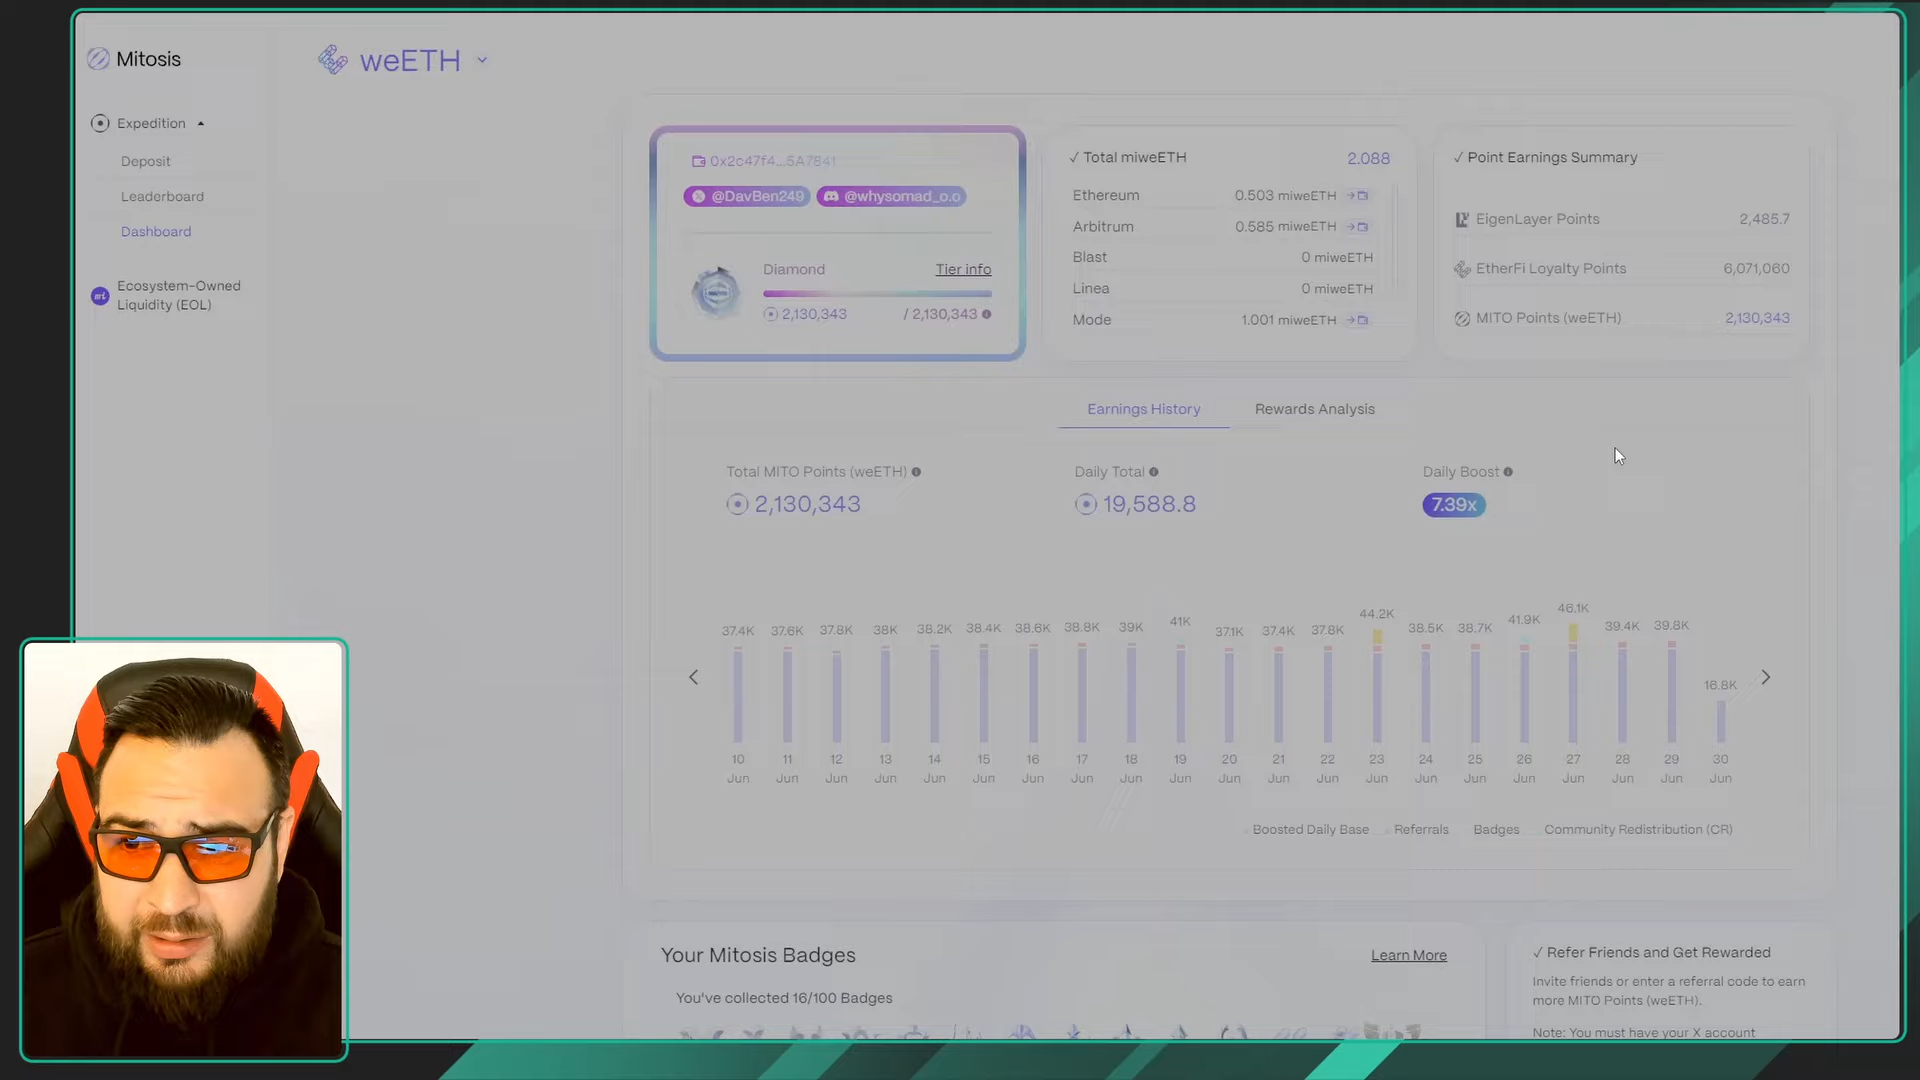 Mitosis
weETH
Expedition
Deposit
Leaderboard
Dashboard
Ecosystem-Owned
Liquidity (EOL)
0x2c47f4...5A7841
@DavBen249 @whysomad_o.o
Diamond Tier info
2,130,343 / 2,130,343
✓ Total miweETH 2.088
Ethereum 0.503 miweETH
Arbitrum 0.585 miweETH
Blast 0 miweETH
Linea 0 miweETH
Mode 1.001 miweETH
✓ Point Earnings Summary
EigenLayer Points 2,485.7
EtherFi Loyalty Points 6,071,060
MITO Points (weETH) 2,130,343
Earnings History Rewards Analysis
Total MITO Points (weETH) Daily Total Daily Boost
2,130,343 19,588.8 7.39x
37.4K 37.6K 37.8K 38K 38.2K 38.4K 38.6K 38.8K 39K 41K 37.1K 37.4K 37.8K 44.2K 38.5K 38.7K 41.9K 46.1K 39.4K 39.8K 16.8K
10 11 12 13 14 15 16 17 18 19 20 21 22 23 24 25 26 27 28 29 30
Jun Jun Jun Jun Jun Jun Jun Jun Jun Jun Jun Jun Jun Jun Jun Jun Jun Jun Jun Jun Jun
Boosted Daily Base Referrals Badges Community Redistribution (CR)
Your Mitosis Badges Learn More
You've collected 16/100 Badges
✓ Refer Friends and Get Rewarded
Invite friends or enter a referral code to earn
more MITO Points (weETH).
Note: You must have your X account